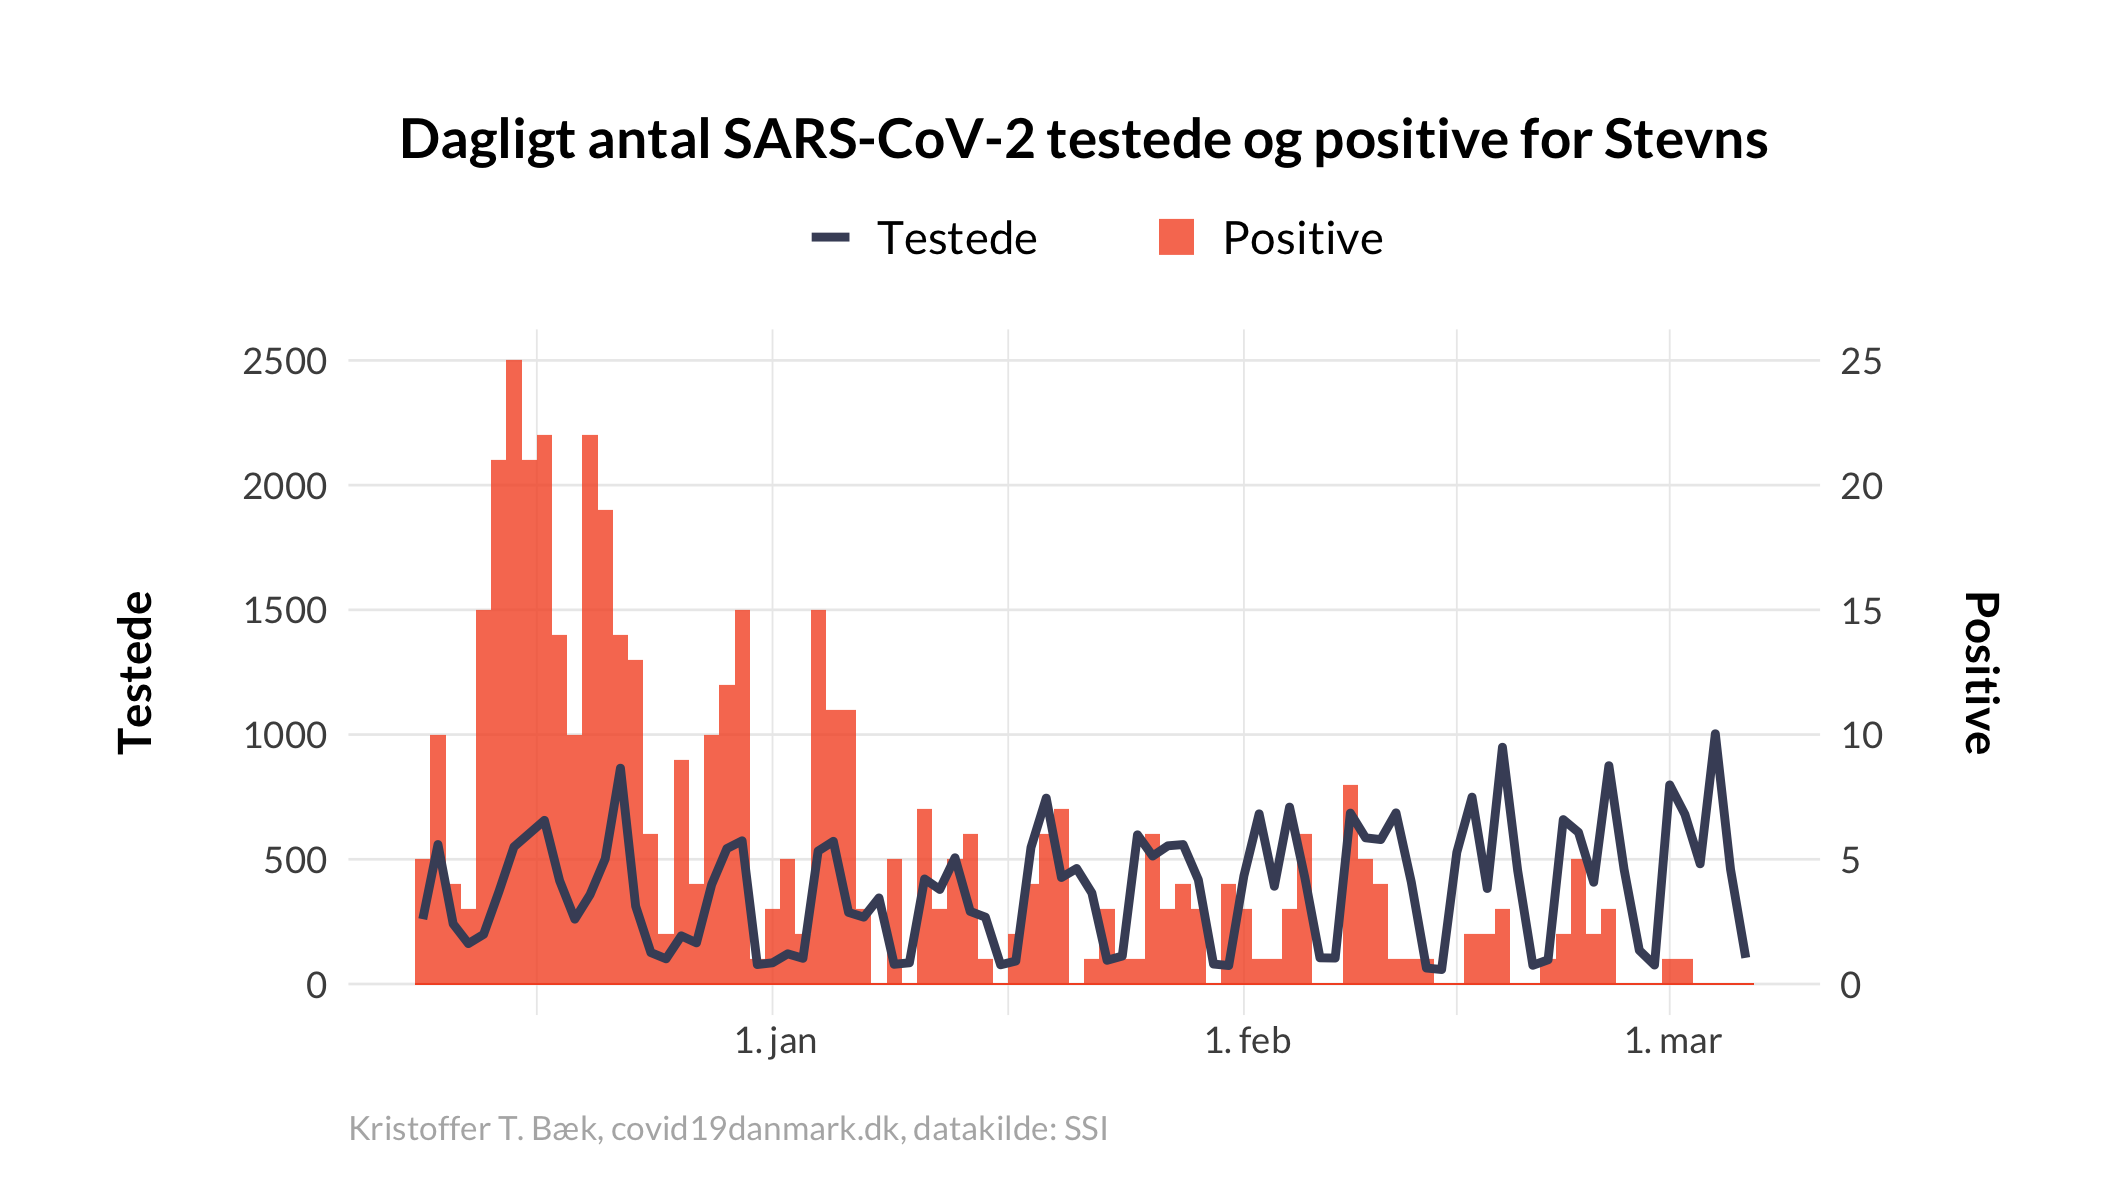 Dagligt antal SARS-CoV-2 testede og positive for Stevns
Testede Positive
2500 25
2000 20
1500 15
1000 10
500 5
0 0
Testede
Positive
1. jan 1. feb 1. mar
Kristoffer T. Bæk, covid19danmark.dk, datakilde: SSI